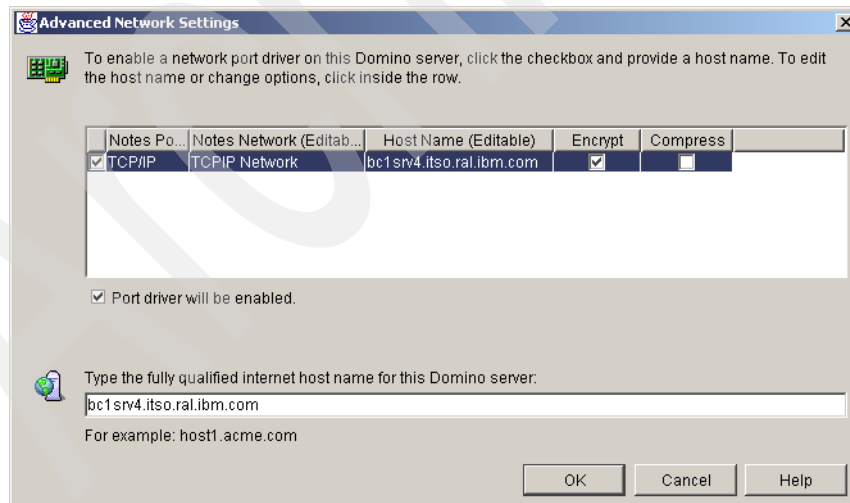 Advanced Network Settings
To enable a network port driver on this Domino server, click the checkbox and provide a host name. To edit
the host name or change options, click inside the row.
Notes Po... Notes Network (Editab... Host Name (Editable) Encrypt Compress
TCP/IP TCPIP Network bc1srv4.itso.ral.ibm.com
Port driver will be enabled.
Type the fully qualified internet host name for this Domino server:
bc1srv4.itso.ral.ibm.com
For example: host1.acme.com
OK Cancel Help